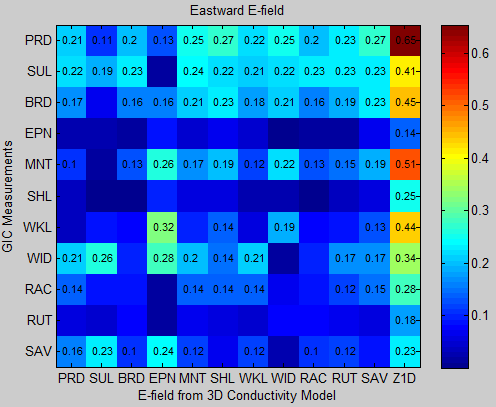 Eastward E-field
PRD 0.21 0.11 0.2 0.13 0.25 0.27 0.22 0.25 0.2 0.23 0.27 0.65
SUL 0.22 0.19 0.23 0.24 0.22 0.21 0.22 0.23 0.23 0.23 0.41
BRD 0.17 0.16 0.16 0.21 0.23 0.18 0.21 0.16 0.19 0.23 0.45
EPN 0.14
MNT 0.1 0.13 0.26 0.17 0.19 0.12 0.22 0.13 0.15 0.19 0.51
SHL 0.25
WKL 0.32 0.14 0.19 0.13 0.44
WID 0.21 0.26 0.28 0.2 0.14 0.21 0.17 0.17 0.34
RAC 0.14 0.14 0.14 0.14 0.12 0.15 0.28
RUT 0.18
SAV 0.16 0.23 0.1 0.24 0.12 0.12 0.1 0.12 0.23
PRD SUL BRD EPN MNT SHL WKL WID RAC RUT SAV Z1D
E-field from 3D Conductivity Model
GIC Measurements
0.6
0.5
0.4
0.3
0.2
0.1